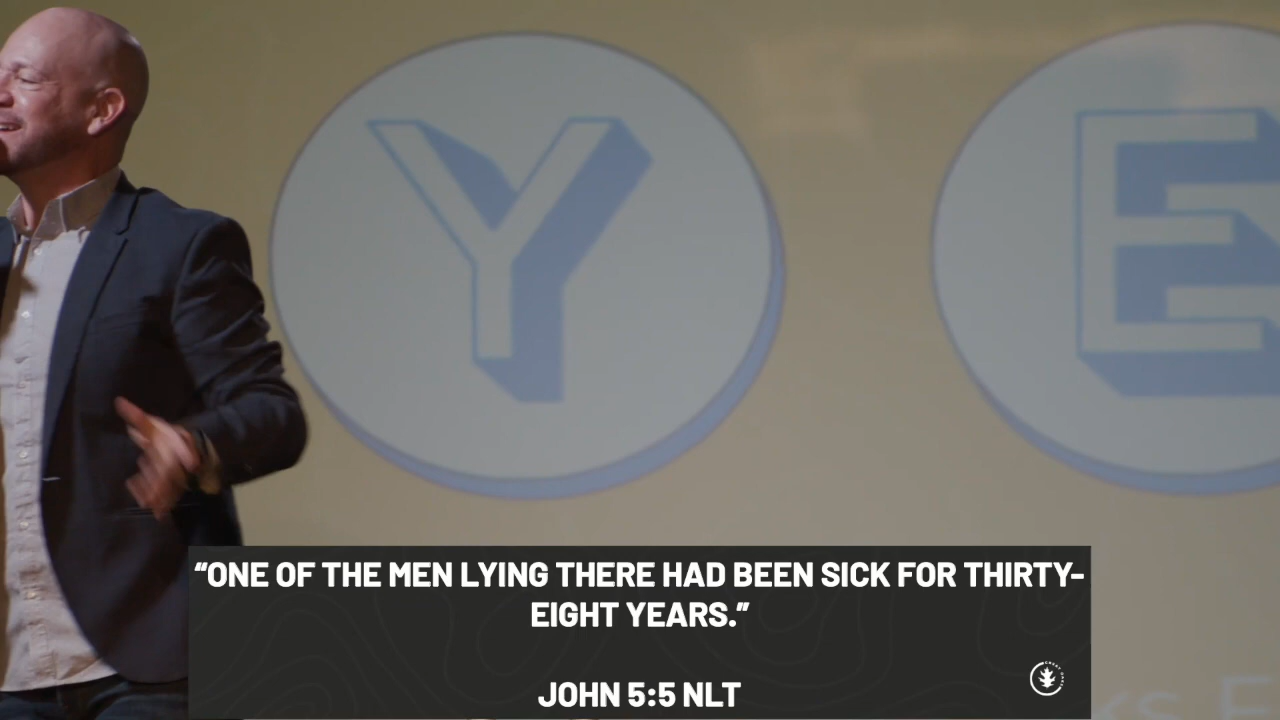 Y E
“ONE OF THE MEN LYING THERE HAD BEEN SICK FOR THIRTY-
EIGHT YEARS.”
JOHN 5:5 NLT